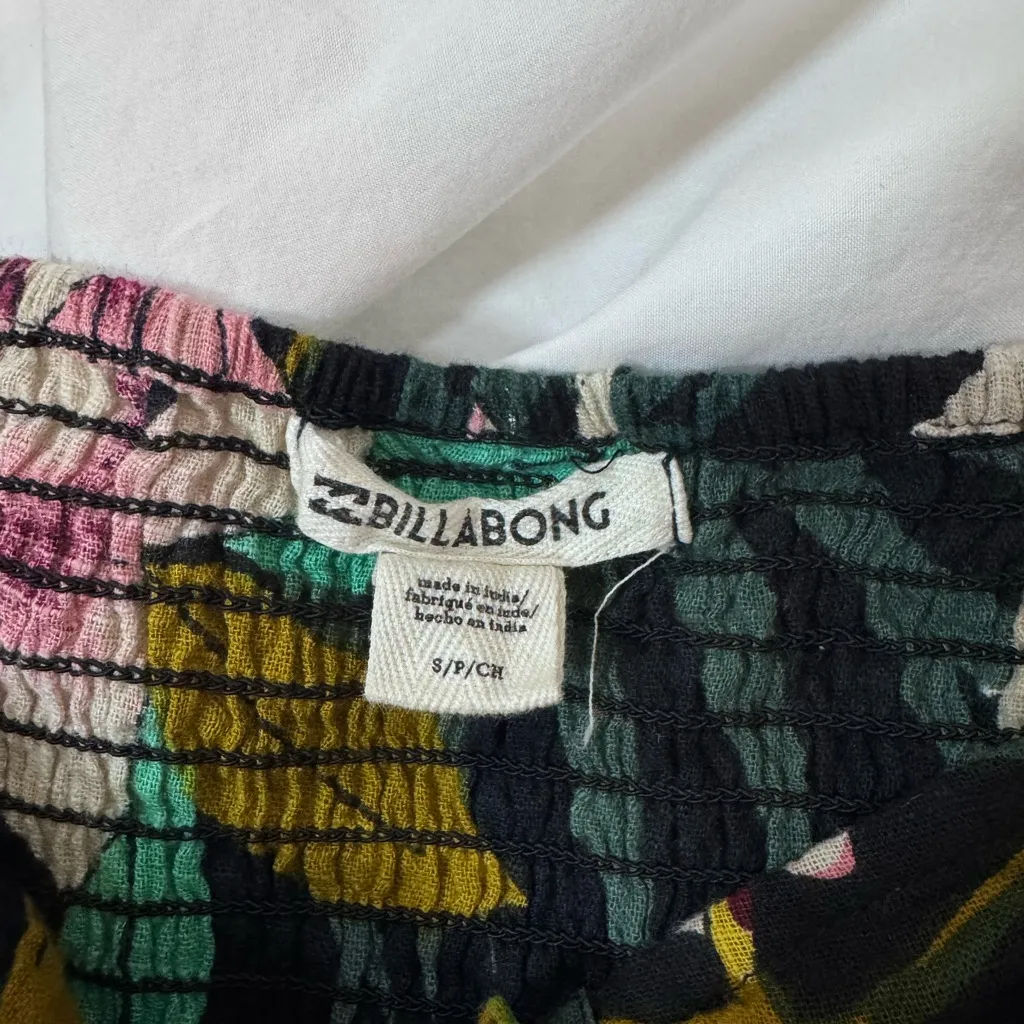 BILLABONG
made in india/
fabriqué en inde/
hecho en india
S/P/CH